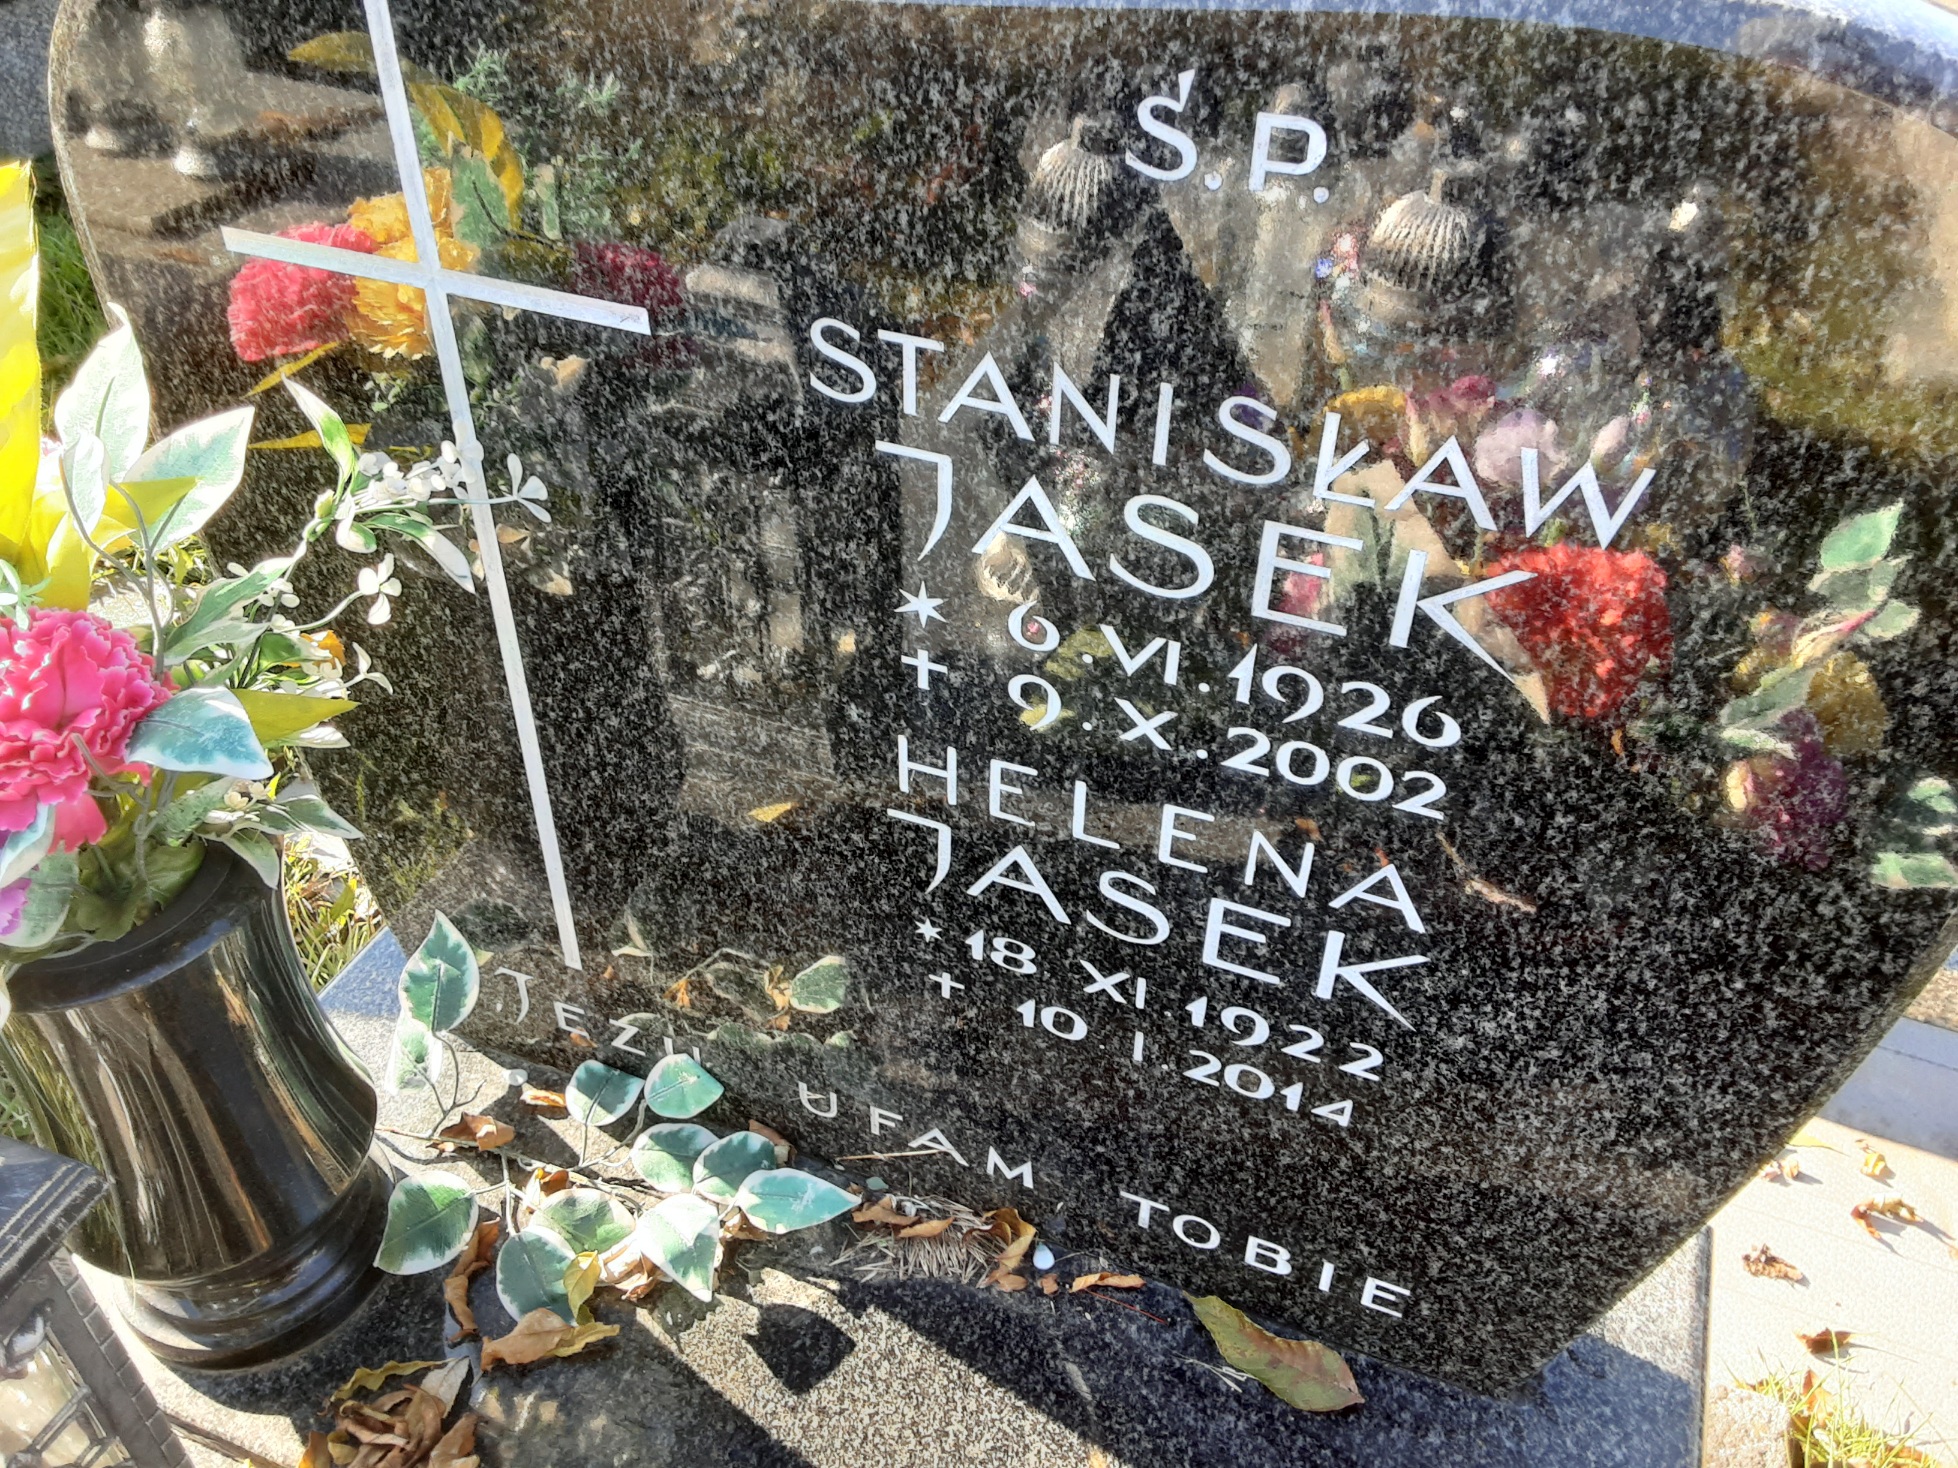 Ś.P.
STANISŁAW
JASEK
* 6.VI.1926
+ 9.X.2002
HELENA
JASEK
* 18.XI.1922
+ 10.I.2014
JEZU UFAM TOBIE